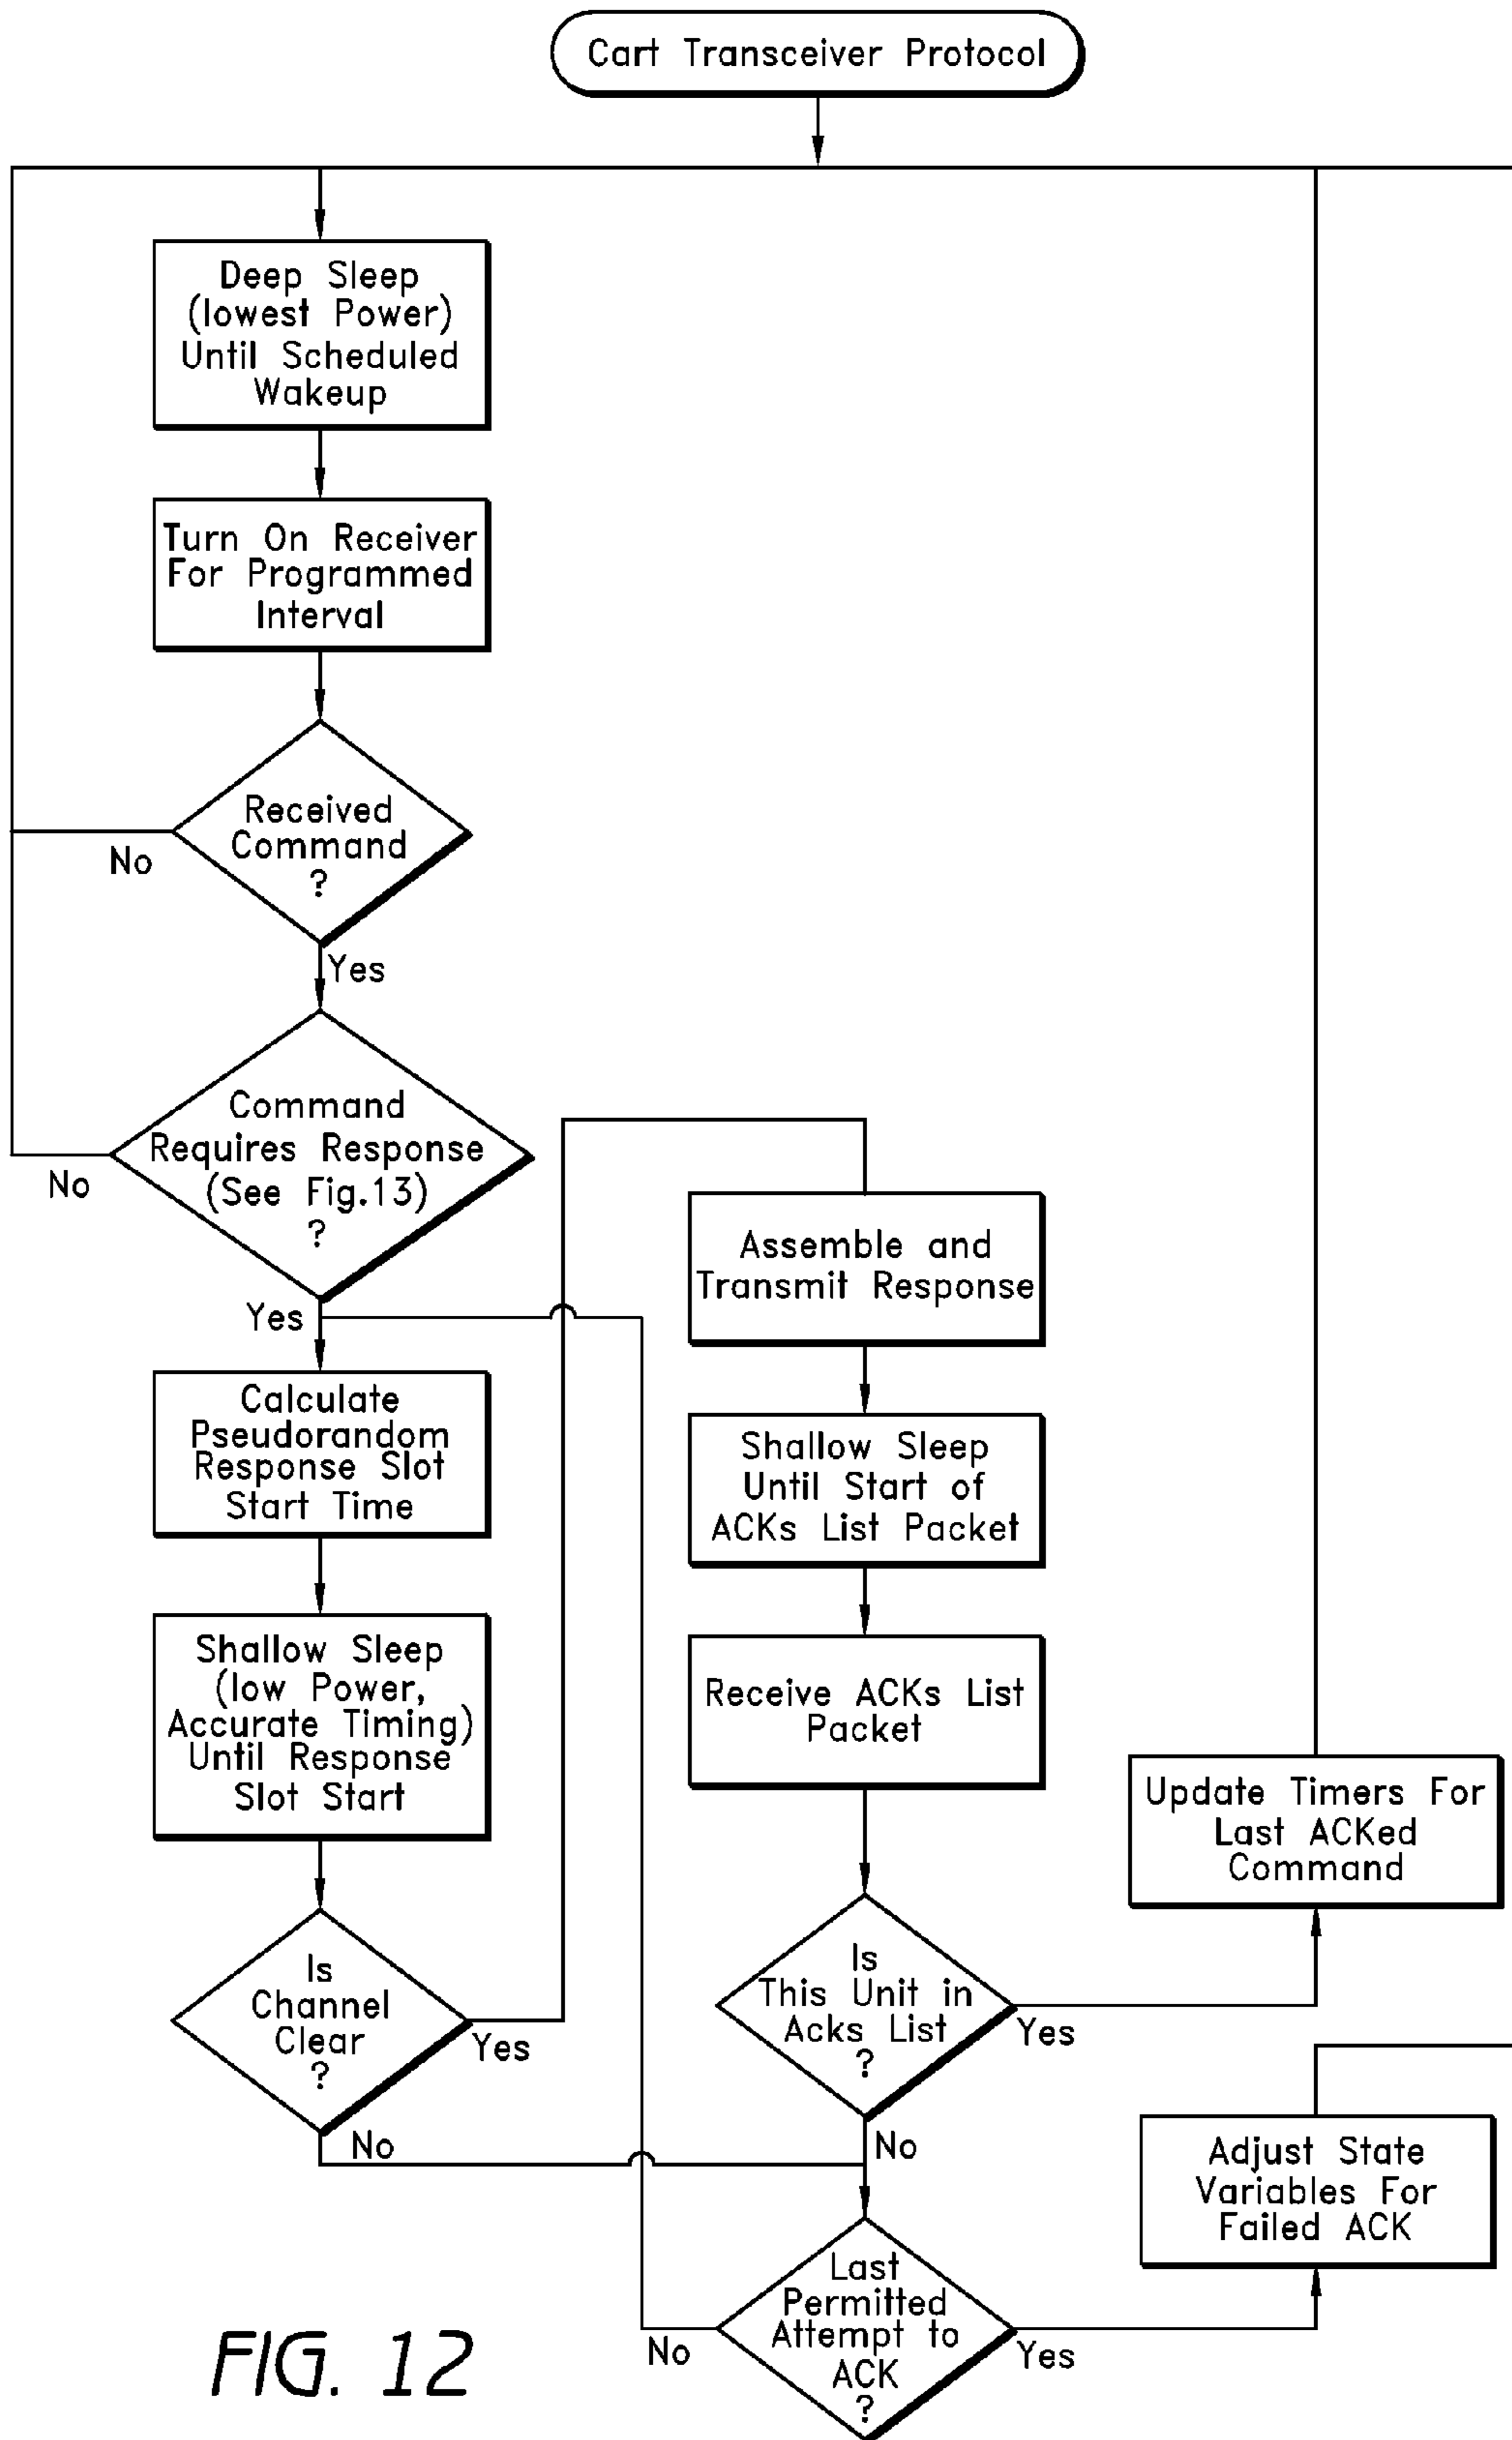 Cart Transceiver Protocol
Deep Sleep
(lowest Power)
Until Scheduled
Wakeup
Turn On Receiver
For Programmed
Interval
Received
Command
?
No
Yes
Command
Requires Response
(See Fig.13)
?
No
Yes
Calculate
Pseudorandom
Response Slot
Start Time
Shallow Sleep
(low Power,
Accurate Timing)
Until Response
Slot Start
Is
Channel
Clear
?
Yes
No
Assemble and
Transmit Response
Shallow Sleep
Until Start of
ACKs List Packet
Receive ACKs List
Packet
Is
This Unit in
Acks List
?
Yes
No
Update Timers For
Last ACKed
Command
Last
Permitted
Attempt to
ACK
?
No
Yes
Adjust State
Variables For
Failed ACK
FIG. 12